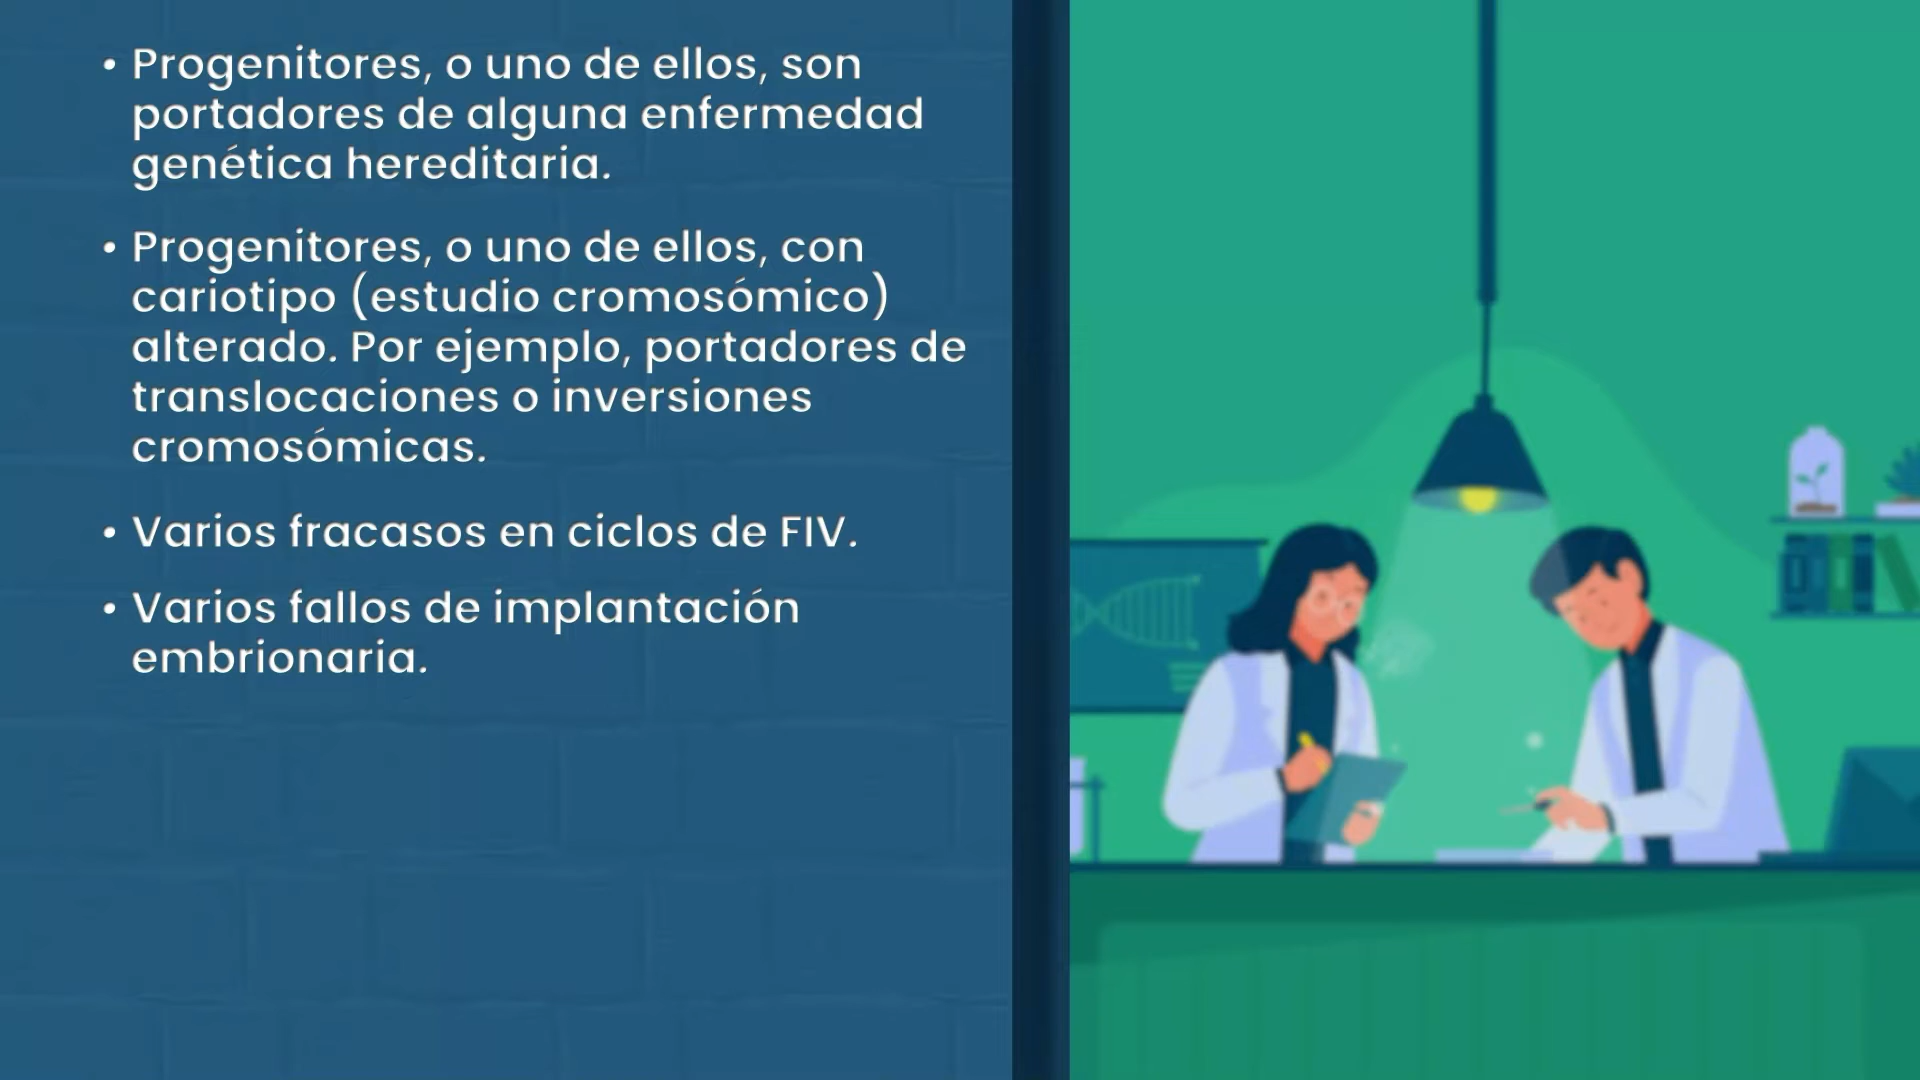 • Progenitores, o uno de ellos, son
portadores de alguna enfermedad
genética hereditaria.
• Progenitores, o uno de ellos, con
cariotipo (estudio cromosómico)
alterado. Por ejemplo, portadores de
translocaciones o inversiones
cromosómicas.
• Varios fracasos en ciclos de FIV.
• Varios fallos de implantación
embrionaria.